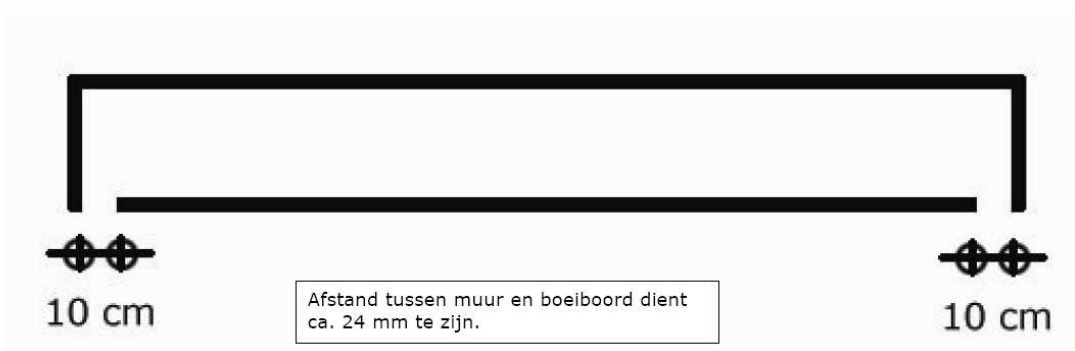 10 cm
Afstand tussen muur en boeiboord dient
ca. 24 mm te zijn.
10 cm